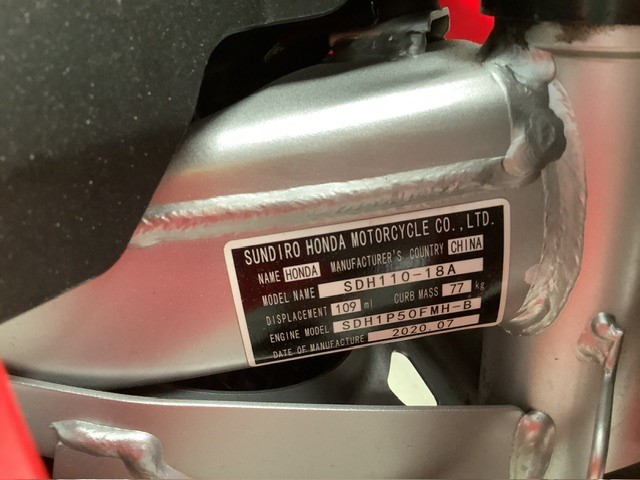 SUNDIRO HONDA MOTORCYCLE CO.,LTD.
NAME HONDA MANUFACTURER'S COUNTRY CHINA
MODEL NAME SDH110-18A
DISPLACEMENT 109 ml CURB MASS 77 kg
ENGINE MODEL SDH1P50FMH-B
DATE OF MANUFACTURE 2020.07